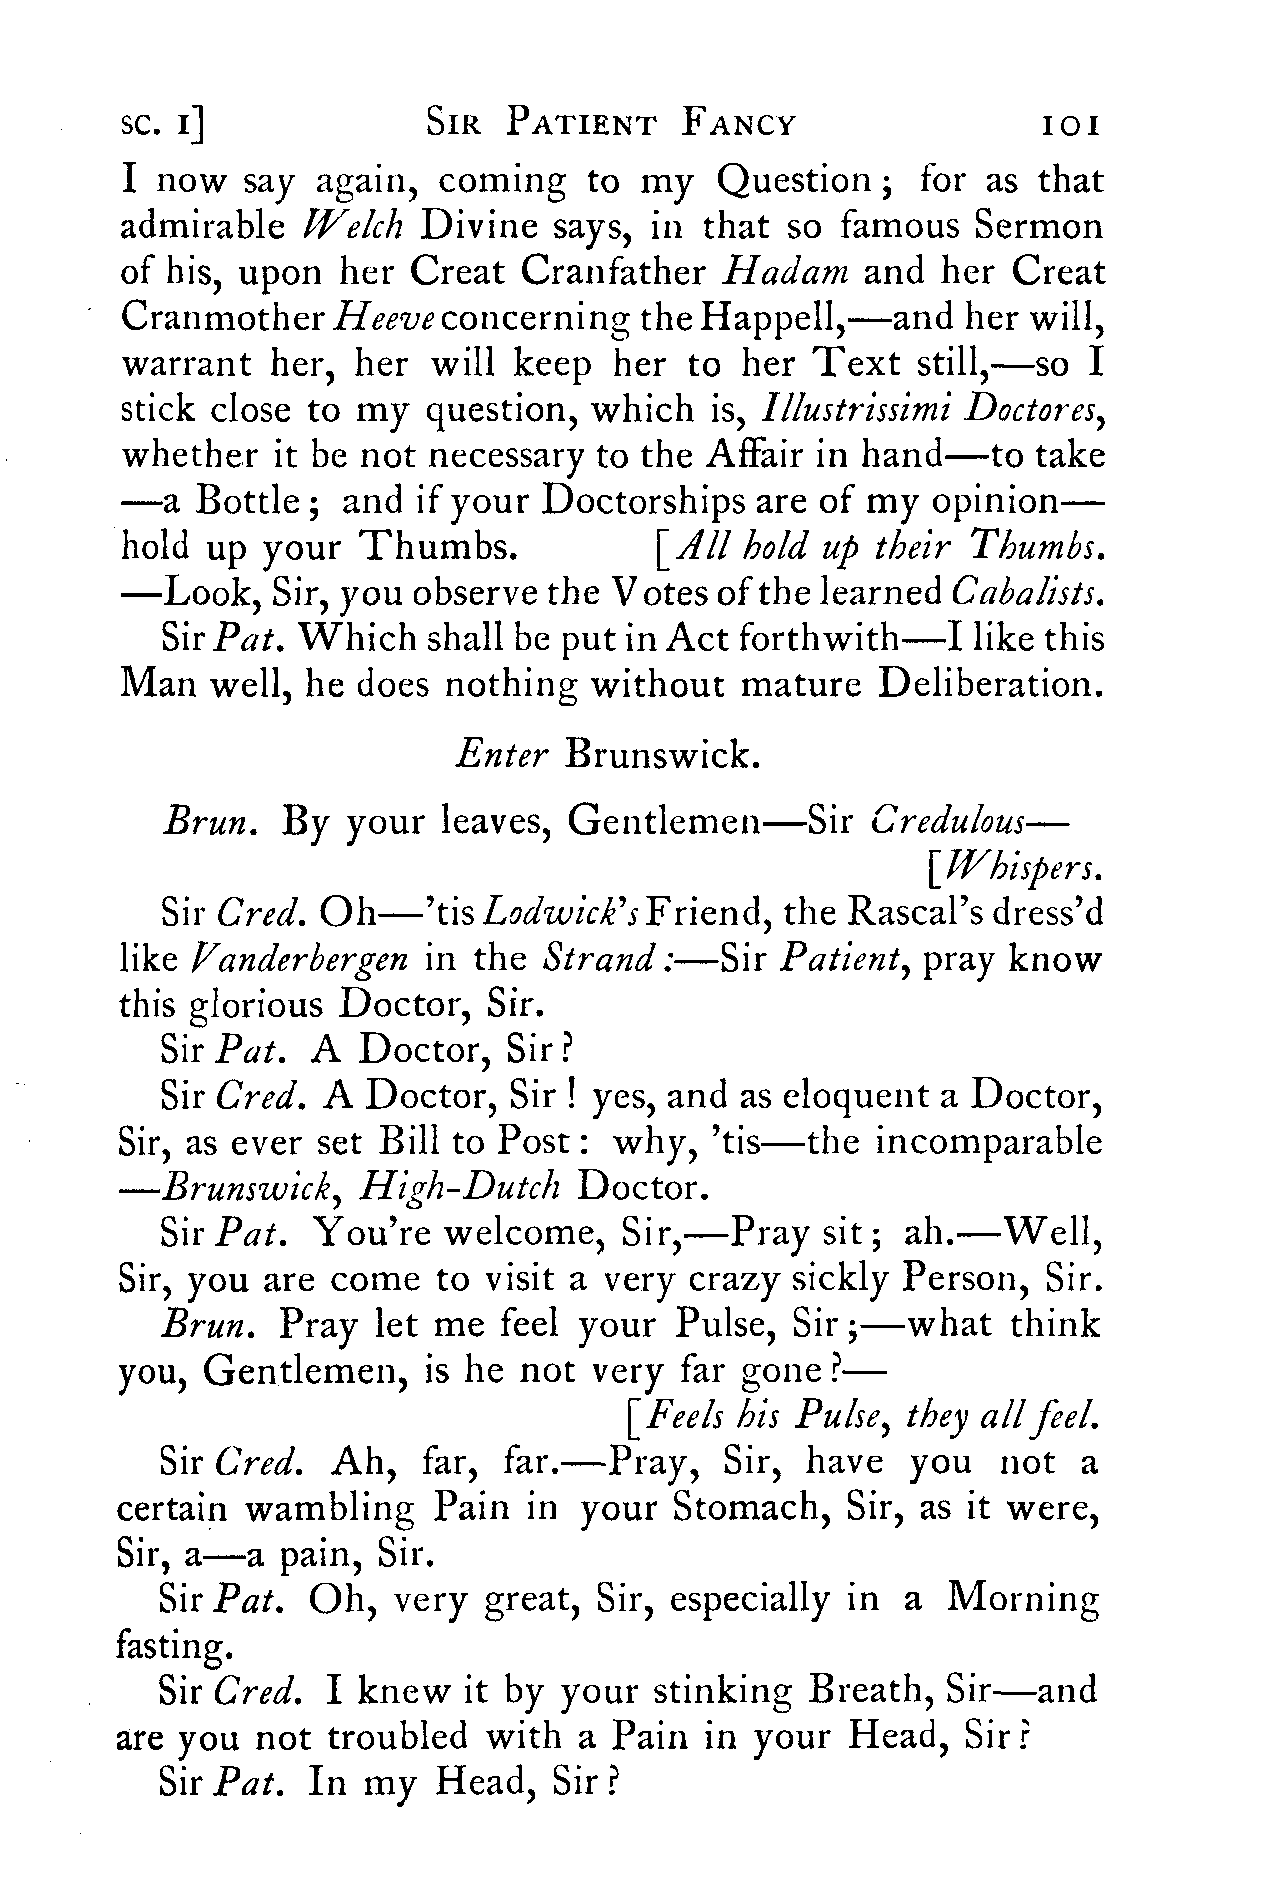 SC. I] SIR PATIENT FANCY 101
I now say again, coming to my Question; for as that
admirable Welch Divine says, in that so famous Sermon
of his, upon her Creat Cranfather Hadam and her Creat
Cranmother Heeve concerning the Happell,—and her will,
warrant her, her will keep her to her Text still,—so I
stick close to my question, which is, Illustrissimi Doctores,
whether it be not necessary to the Affair in hand—to take
—a Bottle; and if your Doctorships are of my opinion—
hold up your Thumbs. [All hold up their Thumbs.
—Look, Sir, you observe the Votes of the learned Cabalists.
Sir Pat. Which shall be put in Act forthwith—I like this
Man well, he does nothing without mature Deliberation.
Enter Brunswick.
Brun. By your leaves, Gentlemen—Sir Credulous—
[Whispers.
Sir Cred. Oh—'tis Lodwick's Friend, the Rascal's dress'd
like Vanderbergen in the Strand:—Sir Patient, pray know
this glorious Doctor, Sir.
Sir Pat. A Doctor, Sir?
Sir Cred. A Doctor, Sir! yes, and as eloquent a Doctor,
Sir, as ever set Bill to Post: why, 'tis—the incomparable
—Brunswick, High-Dutch Doctor.
Sir Pat. You're welcome, Sir,—Pray sit; ah.—Well,
Sir, you are come to visit a very crazy sickly Person, Sir.
Brun. Pray let me feel your Pulse, Sir;—what think
you, Gentlemen, is he not very far gone?—
[Feels his Pulse, they all feel.
Sir Cred. Ah, far, far.—Pray, Sir, have you not a
certain wambling Pain in your Stomach, Sir, as it were,
Sir, a—a pain, Sir.
Sir Pat. Oh, very great, Sir, especially in a Morning
fasting.
Sir Cred. I knew it by your stinking Breath, Sir—and
are you not troubled with a Pain in your Head, Sir?
Sir Pat. In my Head, Sir?